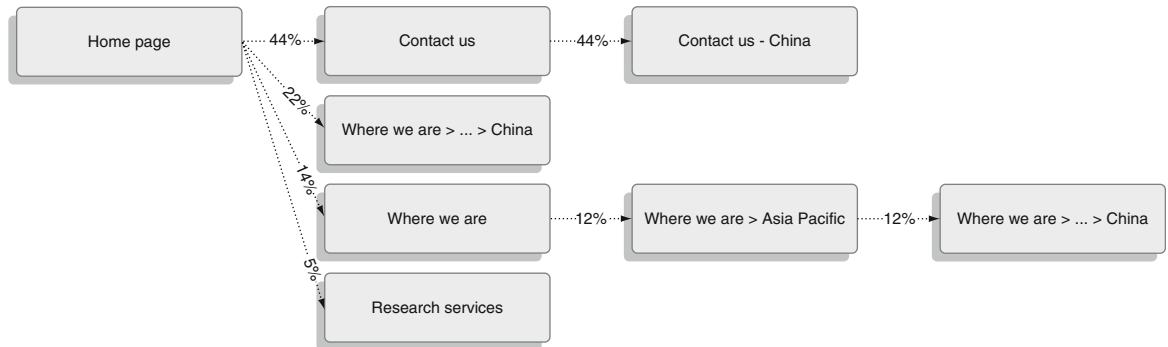 Home page
44%
Contact us
44%
Contact us - China
22%
Where we are > ... > China
14%
Where we are
12%
Where we are > Asia Pacific
12%
Where we are > ... > China
5%
Research services